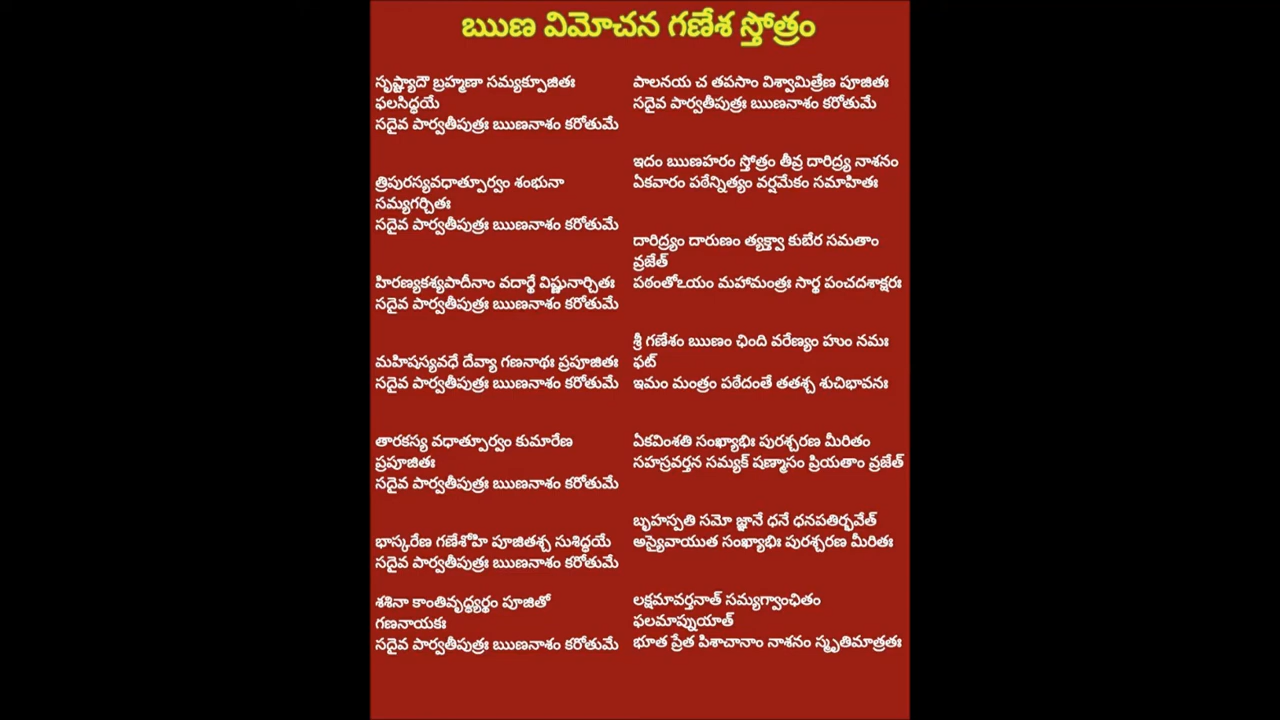 ఋణ విమోచన గణేశ స్తోత్రం
సృష్ట్యాదౌ బ్రహ్మణా సమ్యక్పూజితః
ఫలసిద్ధయే
సదైవ పార్వతీపుత్రః ఋణనాశం కరోతుమే
త్రిపురస్యవధాత్పూర్వం శంభునా
సమ్యగర్చితః
సదైవ పార్వతీపుత్రః ఋణనాశం కరోతుమే
హిరణ్యకశ్యపాదీనాం వదార్థే విష్ణునార్చితః
సదైవ పార్వతీపుత్రః ఋణనాశం కరోతుమే
మహిషస్యవధే దేవ్యా గణనాథః ప్రపూజితః
సదైవ పార్వతీపుత్రః ఋణనాశం కరోతుమే
తారకస్య వధాత్పూర్వం కుమారేణ
ప్రపూజితః
సదైవ పార్వతీపుత్రః ఋణనాశం కరోతుమే
భాస్కరేణ గణేశోహి పూజితశ్చ సుశిద్ధయే
సదైవ పార్వతీపుత్రః ఋణనాశం కరోతుమే
శశినా కాంతివృద్ధ్యర్థం పూజితో
గణనాయకః
సదైవ పార్వతీపుత్రః ఋణనాశం కరోతుమే
పాలనయ చ తపసాం విశ్వామిత్రేణ పూజితః
సదైవ పార్వతీపుత్రః ఋణనాశం కరోతుమే
ఇదం ఋణహరం స్తోత్రం తీవ్ర దారిద్ర్య నాశనం
ఏకవారం పఠేన్నిత్యం వర్షమేకం సమాహితః
దారిద్ర్యం దారుణం త్యక్త్వా కుబేర సమతాం
వ్రజేత్
పఠంతోఽయం మహామంత్రః సార్థ పంచదశాక్షరః
శ్రీ గణేశం ఋణం ఛింది వరేణ్యం హుం నమః
ఫట్
ఇమం మంత్రం పఠేదంతే తతశ్చ శుచిభావనః
ఏకవింశతి సంఖ్యాభిః పురశ్చరణ మీరితం
సహస్రవర్తన సమ్యక్ షణ్మాసం ప్రియతాం వ్రజేత్
బృహస్పతి సమో జ్ఞానే ధనే ధనపతిర్భవేత్
అస్యైవాయుత సంఖ్యాభిః పురశ్చరణ మీరితః
లక్షమావర్తనాత్ సమ్యగ్వాంఛితం
ఫలమాప్నుయాత్
భూత ప్రేత పిశాచానాం నాశనం స్మృతిమాత్రతః